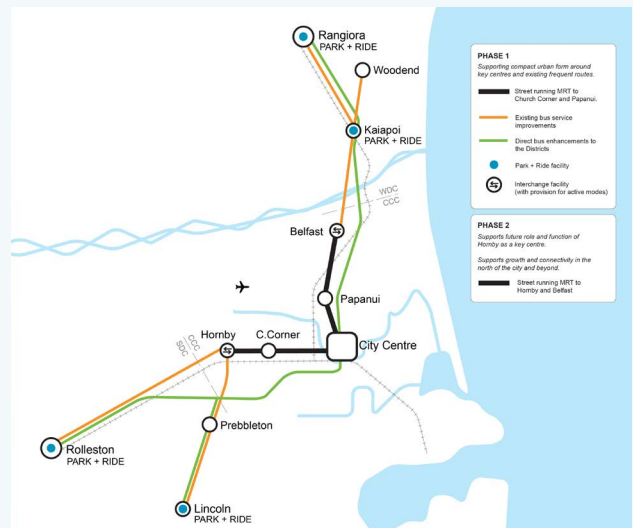 Rangiora
PARK + RIDE
Woodend
Kaiapoi
PARK + RIDE
WDC
CCC
Belfast
Papanui
Hornby
C.Corner
City Centre
CCC
SDC
Prebbleton
Rolleston
PARK + RIDE
Lincoln
PARK + RIDE
PHASE 1
Supporting compact urban form around
key centres and existing frequent routes.
Street running MRT to
Church Corner and Papanui.
Existing bus service
improvements
Direct bus enhancements to
the Districts
Park + Ride facility
Interchange facility
(with provision for active modes)
PHASE 2
Supports future role and function of
Hornby as a key centre.
Supports growth and connectivity in the
north of the city and beyond.
Street running MRT to
Hornby and Belfast